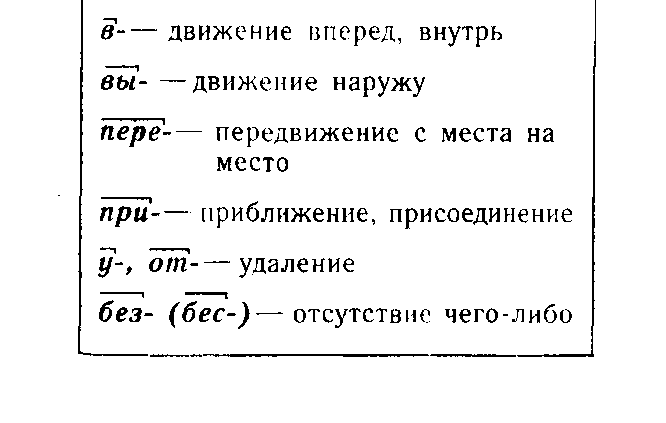 в- — движение вперед, внутрь
вы- — движение наружу
пере- — передвижение с места на
место
при- — приближение, присоединение
у-, от- — удаление
без- (бес-) — отсутствие чего-либо